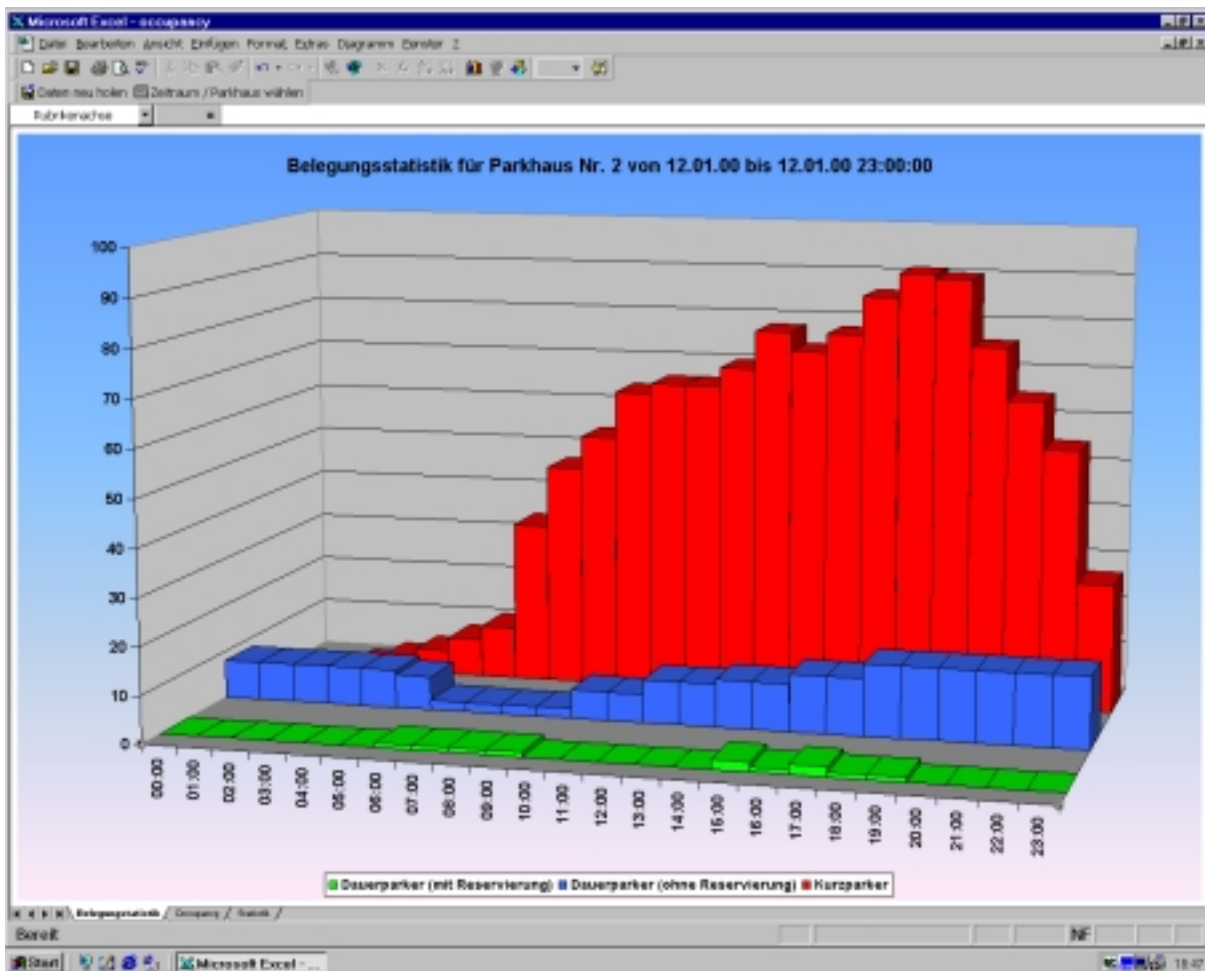 Microsoft Excel - occupancy
Datei Bearbeiten Ansicht Einfügen Format Extras Diagramm Fenster ?
Daten neu holen Zeitraum / Parkhaus wählen
Rubrikenachse =
Belegungsstatistik für Parkhaus Nr. 2 von 12.01.00 bis 12.01.00 23:00:00
100
90
80
70
60
50
40
30
20
10
0
00:00 01:00 02:00 03:00 04:00 05:00 06:00 07:00 08:00 09:00 10:00 11:00 12:00 13:00 14:00 15:00 16:00 17:00 18:00 19:00 20:00 21:00 22:00 23:00
Dauerparker (mit Reservierung) Dauerparker (ohne Reservierung) Kurzparker
Belegungsstatistik / Occupancy / Statistik /
Bereit NF
Start Microsoft Excel - ... 18:47